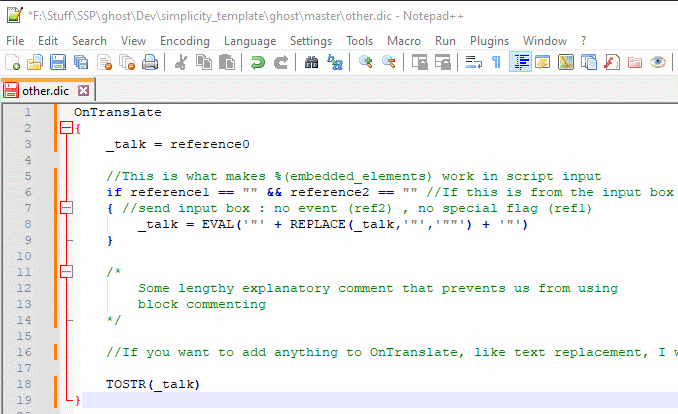 *F:\Stuff\SSP\ghost\Dev\simplicity_template\ghost\master\other.dic - Notepad++
File Edit Search View Encoding Language Settings Tools Macro Run Plugins Window ?
other.dic
1 OnTranslate
2 {
3 _talk = reference0
4
5 //This is what makes %(embedded_elements) work in script input
6 if reference1 == "" && reference2 == "" //If this is from the input box
7 { //send input box : no event (ref2) , no special flag (ref1)
8 _talk = EVAL('"' + REPLACE(_talk,'"','""') + '"')
9 }
10
11 /*
12 Some lengthy explanatory comment that prevents us from using
13 block commenting
14 */
15
16 //If you want to add anything to OnTranslate, like text replacement, I w
17
18 TOSTR(_talk)
19 }